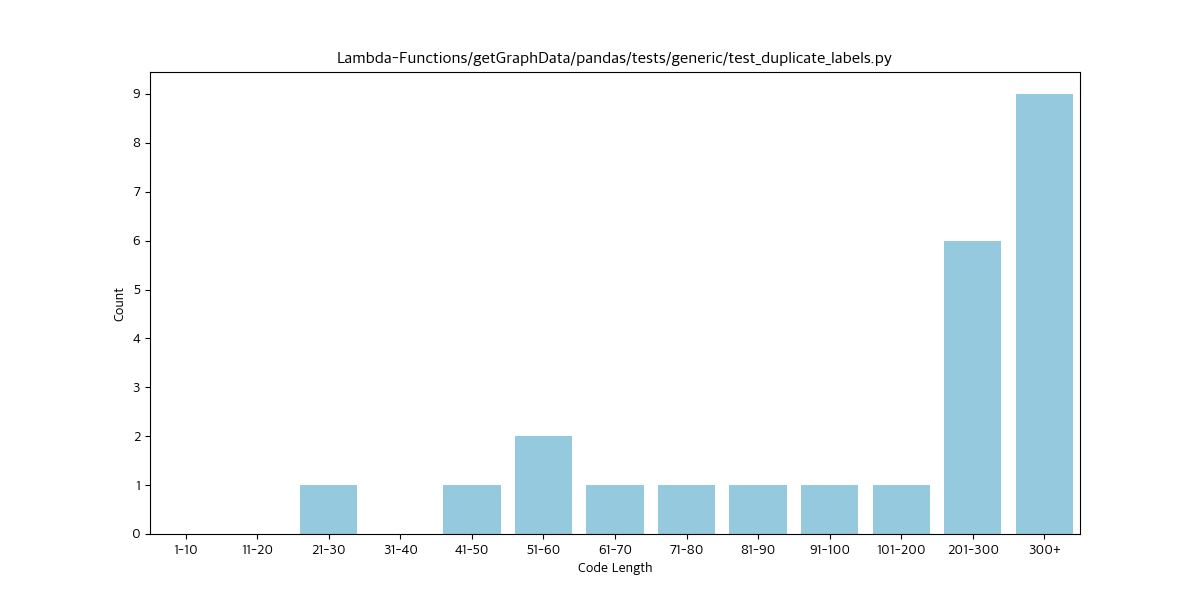 Lambda-Functions/getGraphData/pandas/tests/generic/test_duplicate_labels.py
9
8
7
6
5
4
3
2
1
0
Count
1-10 11-20 21-30 31-40 41-50 51-60 61-70 71-80 81-90 91-100 101-200 201-300 300+
Code Length